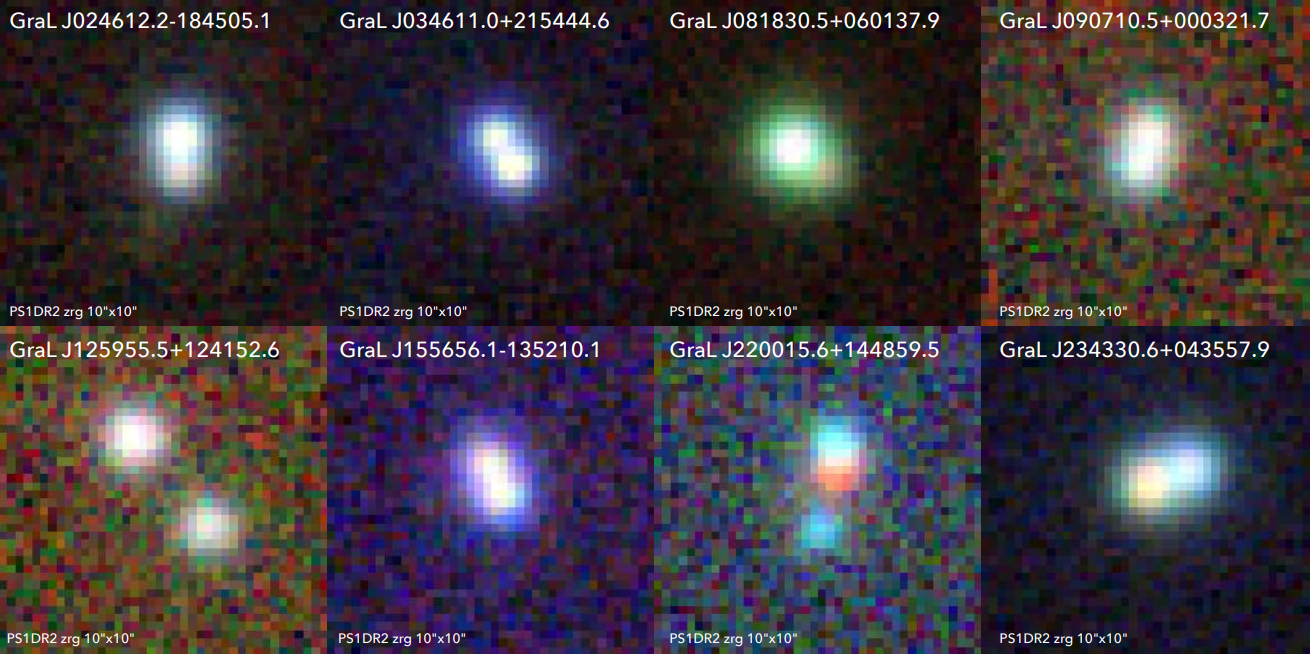 GraL J024612.2-184505.1
GraL J034611.0+215444.6
GraL J081830.5+060137.9
GraL J090710.5+000321.7
PS1DR2 zrg 10"x10"
PS1DR2 zrg 10"x10"
PS1DR2 zrg 10"x10"
PS1DR2 zrg 10"x10"
GraL J125955.5+124152.6
GraL J155656.1-135210.1
GraL J220015.6+144859.5
GraL J234330.6+043557.9
PS1DR2 zrg 10"x10"
PS1DR2 zrg 10"x10"
PS1DR2 zrg 10"x10"
PS1DR2 zrg 10"x10"